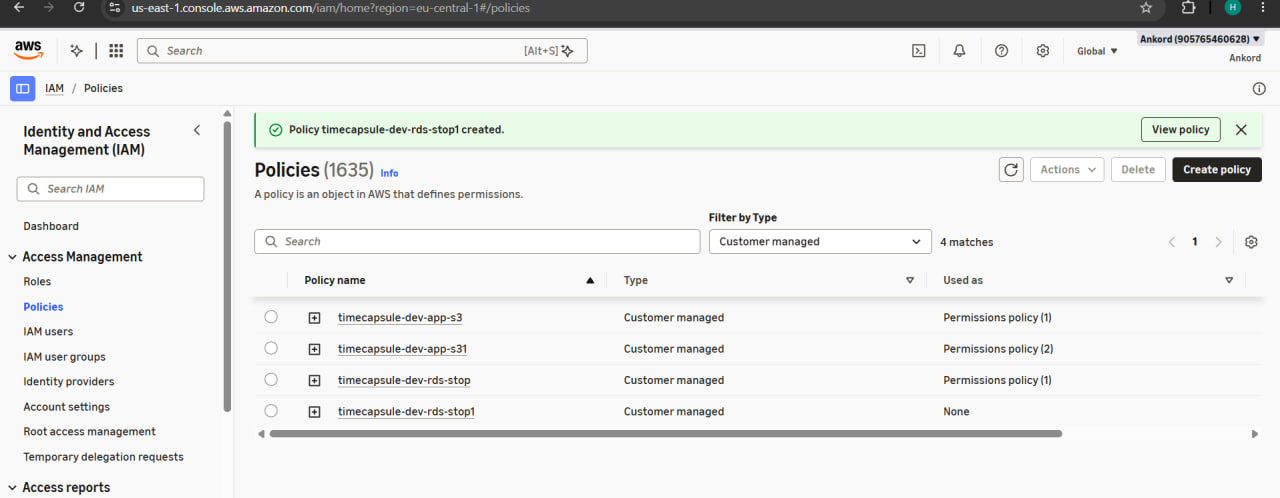 us-east-1.console.aws.amazon.com/iam/home?region=eu-central-1#/policies
H
aws
Search
[Alt+S]
Global
Ankord (905765460628)
Ankord
IAM / Policies
Identity and Access
Management (IAM)
Search IAM
Dashboard
Access Management
Roles
Policies
IAM users
IAM user groups
Identity providers
Account settings
Root access management
Temporary delegation requests
Access reports
Policy timecapsule-dev-rds-stop1 created.
View policy
Policies (1635) Info
A policy is an object in AWS that defines permissions.
Actions
Delete
Create policy
Filter by Type
Search
Customer managed
4 matches
1
Policy name Type Used as
timecapsule-dev-app-s3 Customer managed Permissions policy (1)
timecapsule-dev-app-s31 Customer managed Permissions policy (2)
timecapsule-dev-rds-stop Customer managed Permissions policy (1)
timecapsule-dev-rds-stop1 Customer managed None